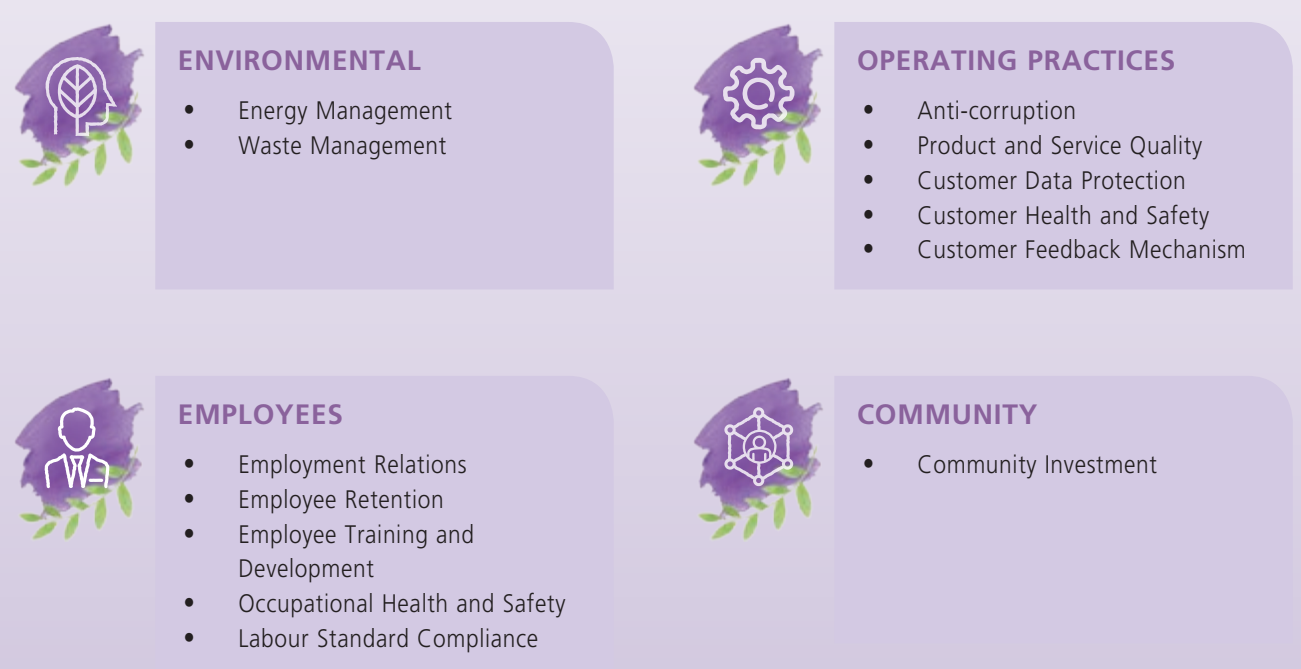 ENVIRONMENTAL
• Energy Management
• Waste Management
OPERATING PRACTICES
• Anti-corruption
• Product and Service Quality
• Customer Data Protection
• Customer Health and Safety
• Customer Feedback Mechanism
EMPLOYEES
• Employment Relations
• Employee Retention
• Employee Training and
Development
• Occupational Health and Safety
• Labour Standard Compliance
COMMUNITY
• Community Investment